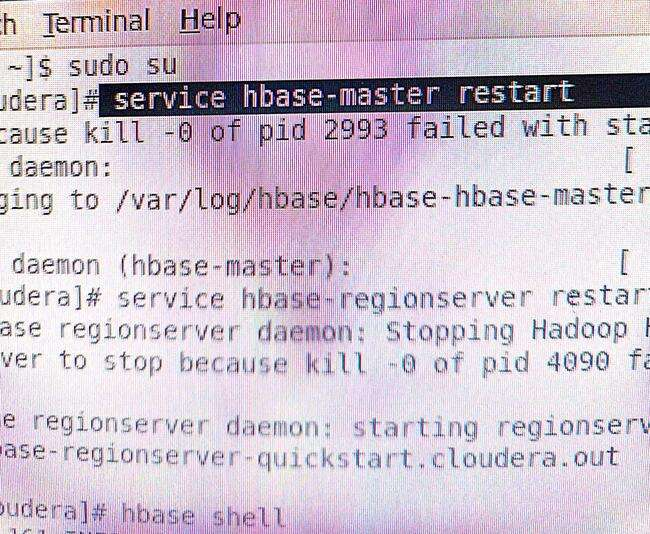 h Terminal Help
~]$ sudo su
udera]# service hbase-master restart
cause kill -0 of pid 2993 failed with sta
daemon: [
ging to /var/log/hbase/hbase-hbase-master
daemon (hbase-master): [
udera]# service hbase-regionserver restar
ase regionserver daemon: Stopping Hadoop H
ver to stop because kill -0 of pid 4090 fa
e regionserver daemon: starting regionserv
base-regionserver-quickstart.cloudera.out
oudera]# hbase shell